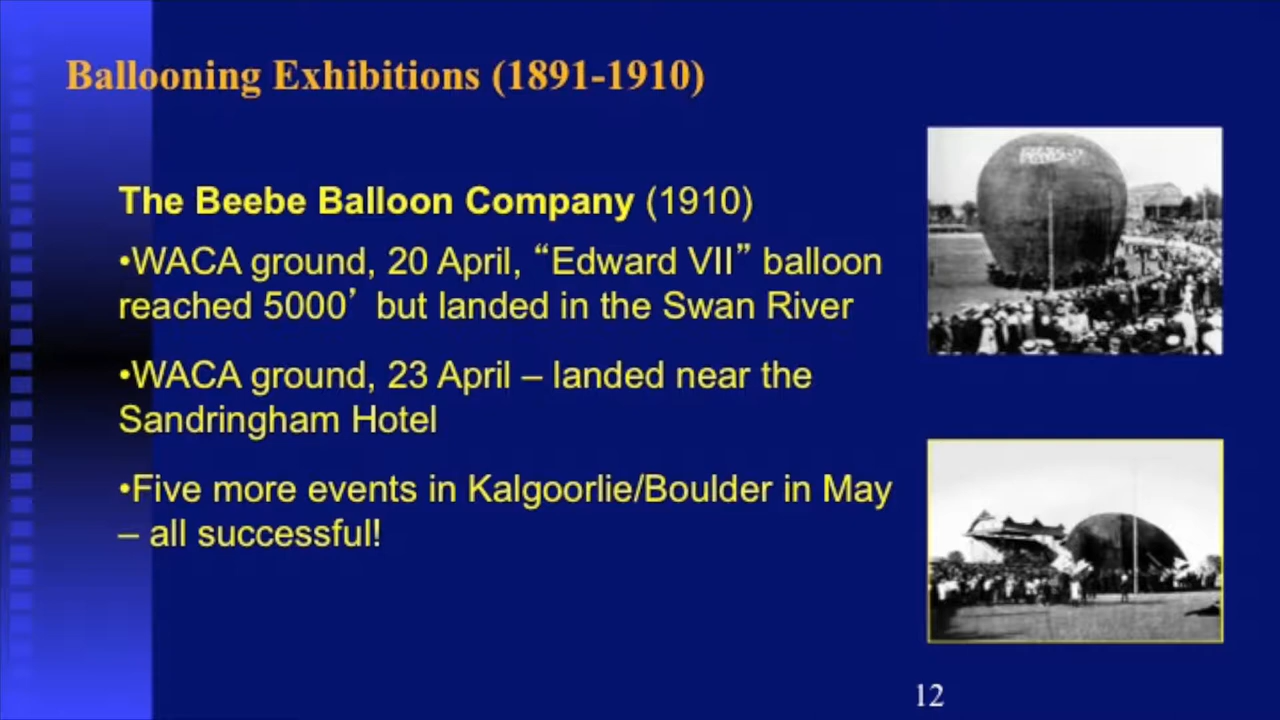 Ballooning Exhibitions (1891-1910)
The Beebe Balloon Company (1910)
•WACA ground, 20 April, “Edward VII” balloon
reached 5000’ but landed in the Swan River
•WACA ground, 23 April – landed near the
Sandringham Hotel
•Five more events in Kalgoorlie/Boulder in May
– all successful!
12